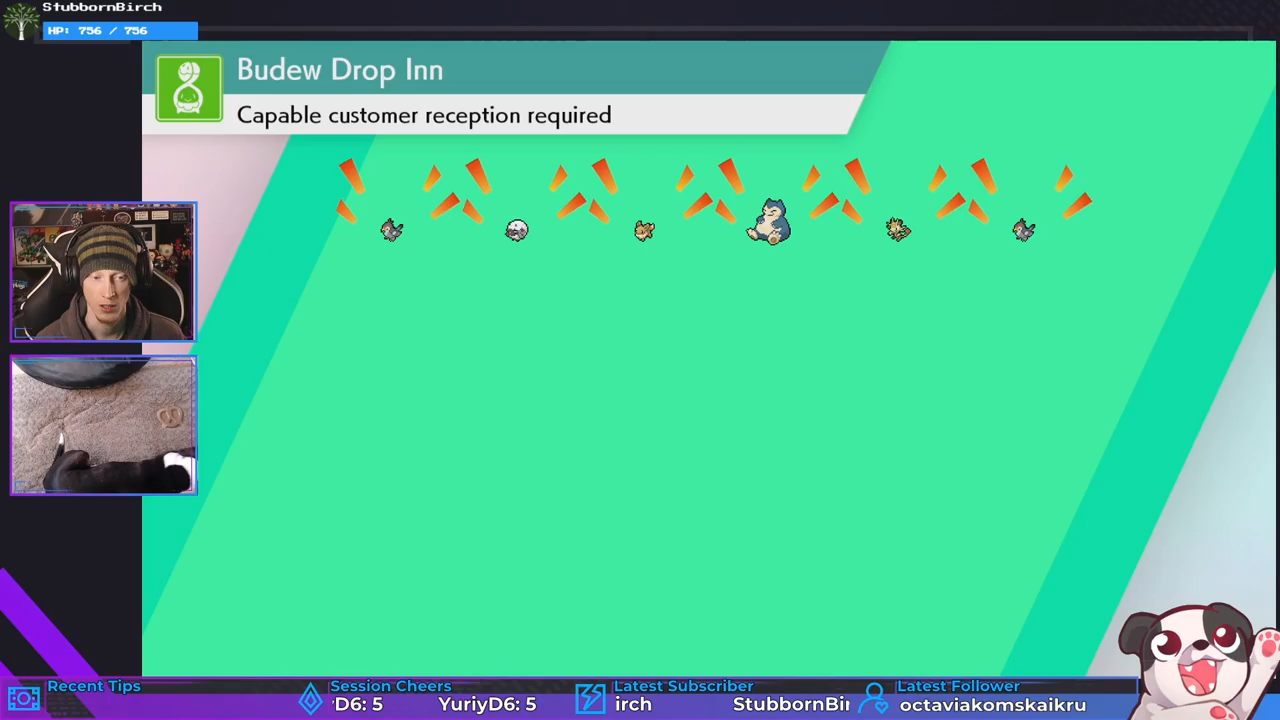 StubbornBirch
HP: 756 / 756
Budew Drop Inn
Capable customer reception required
Recent Tips
Session Cheers
'D6: 5 YuriyD6: 5
Latest Subscriber
irch StubbornBi
Latest Follower
octaviakomskaikru